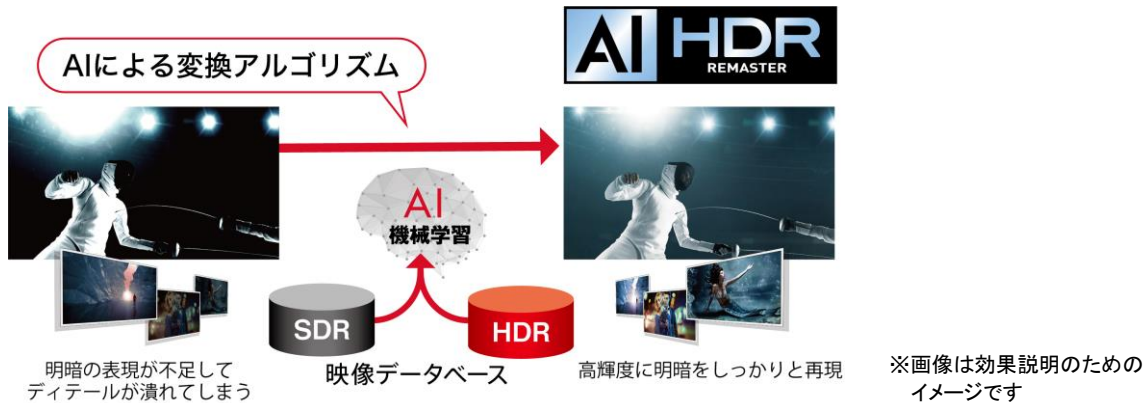 AIによる変換アルゴリズム
AI HDR
REMASTER
AI
機械学習
SDR
HDR
明暗の表現が不足して
ディテールが潰れてしまう
映像データベース
高輝度に明暗をしっかりと再現
※画像は効果説明のための
イメージです